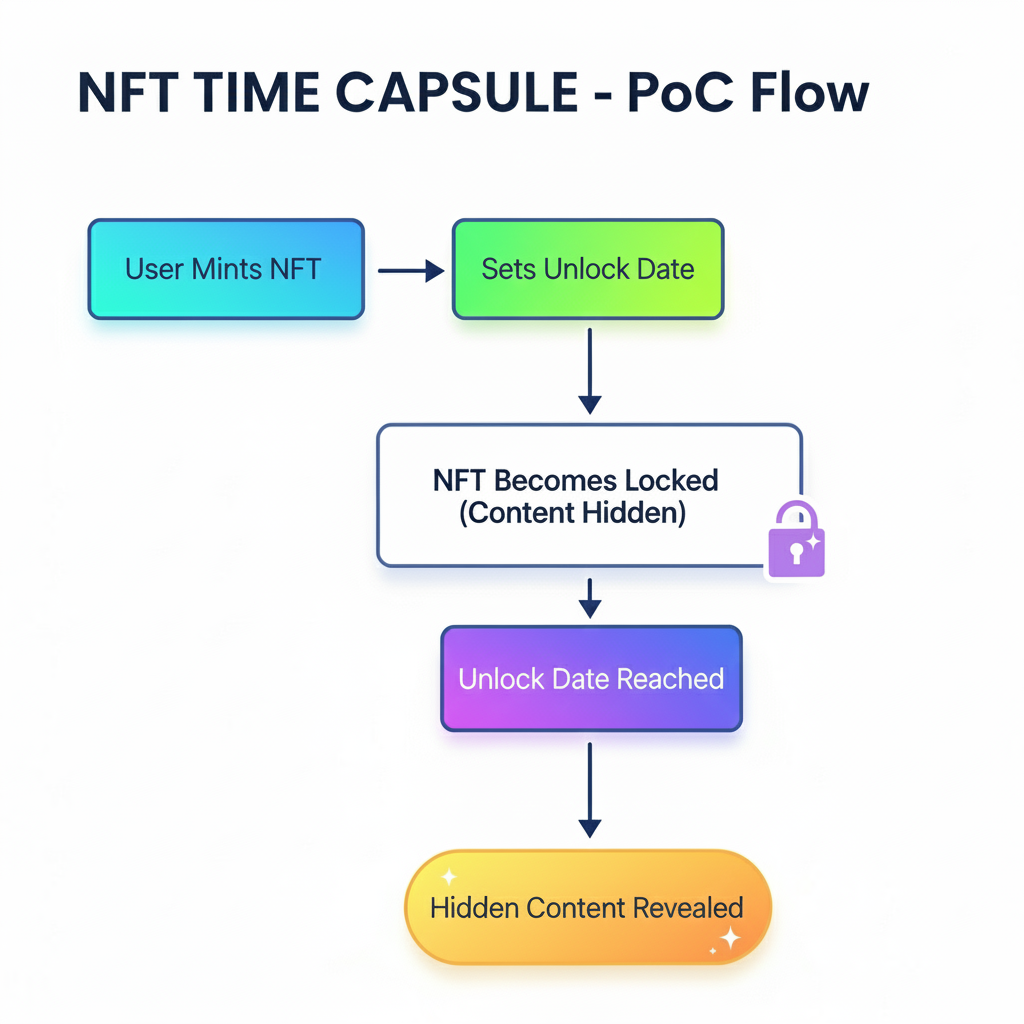 NFT TIME CAPSULE - PoC Flow
User Mints NFT
Sets Unlock Date
NFT Becomes Locked
(Content Hidden)
Unlock Date Reached
Hidden Content Revealed